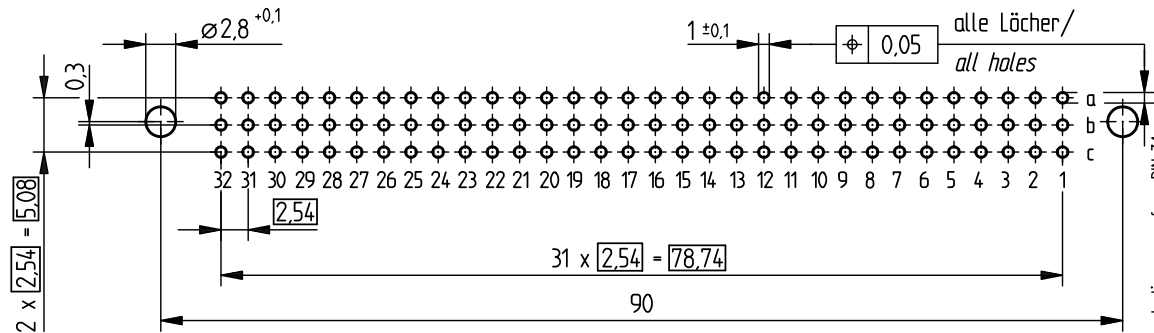 ⌀2,8 +0,1
1 ±0,1
⌖ 0,05
alle Löcher/
all holes
0,3
a
b
c
32 31 30 29 28 27 26 25 24 23 22 21 20 19 18 17 16 15 14 13 12 11 10 9 8 7 6 5 4 3 2 1
2,54
2 x 2,54 = 5,08
31 x 2,54 = 78,74
90